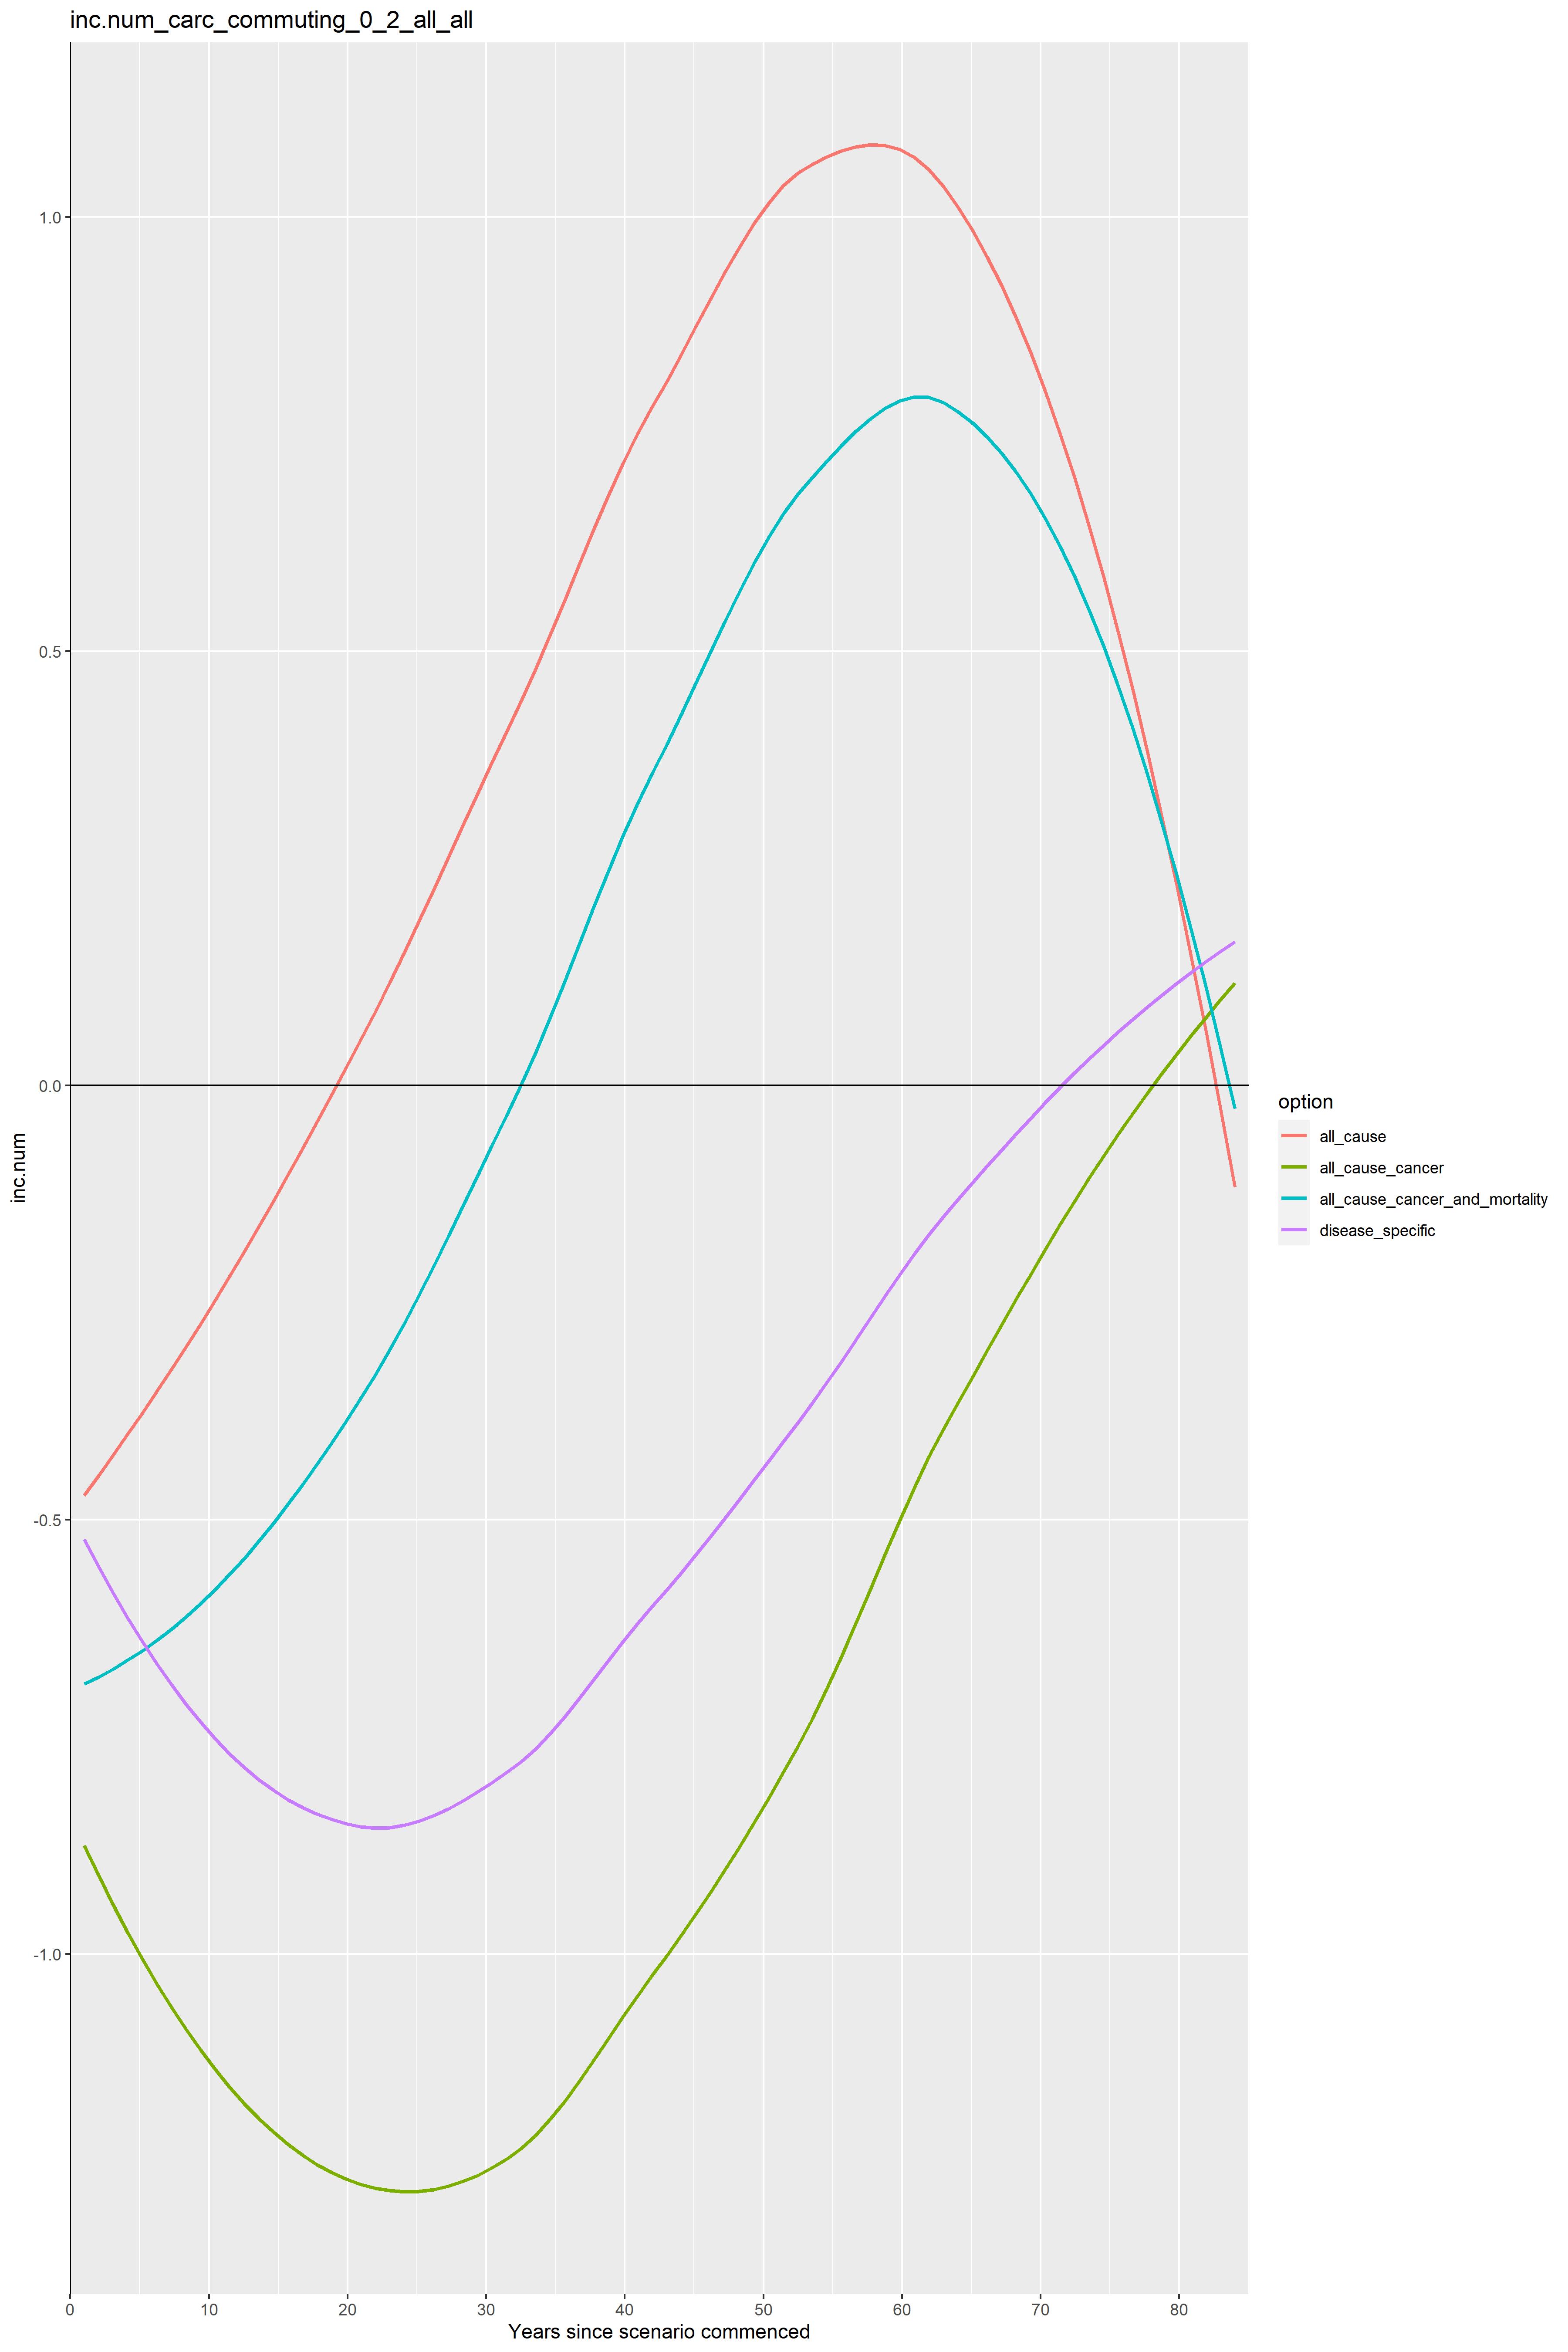 inc.num_carc_commuting_0_2_all_all
1.0
0.5
0.0
-0.5
-1.0
inc.num
0 10 20 30 40 50 60 70 80
Years since scenario commenced
option
all_cause
all_cause_cancer
all_cause_cancer_and_mortality
disease_specific